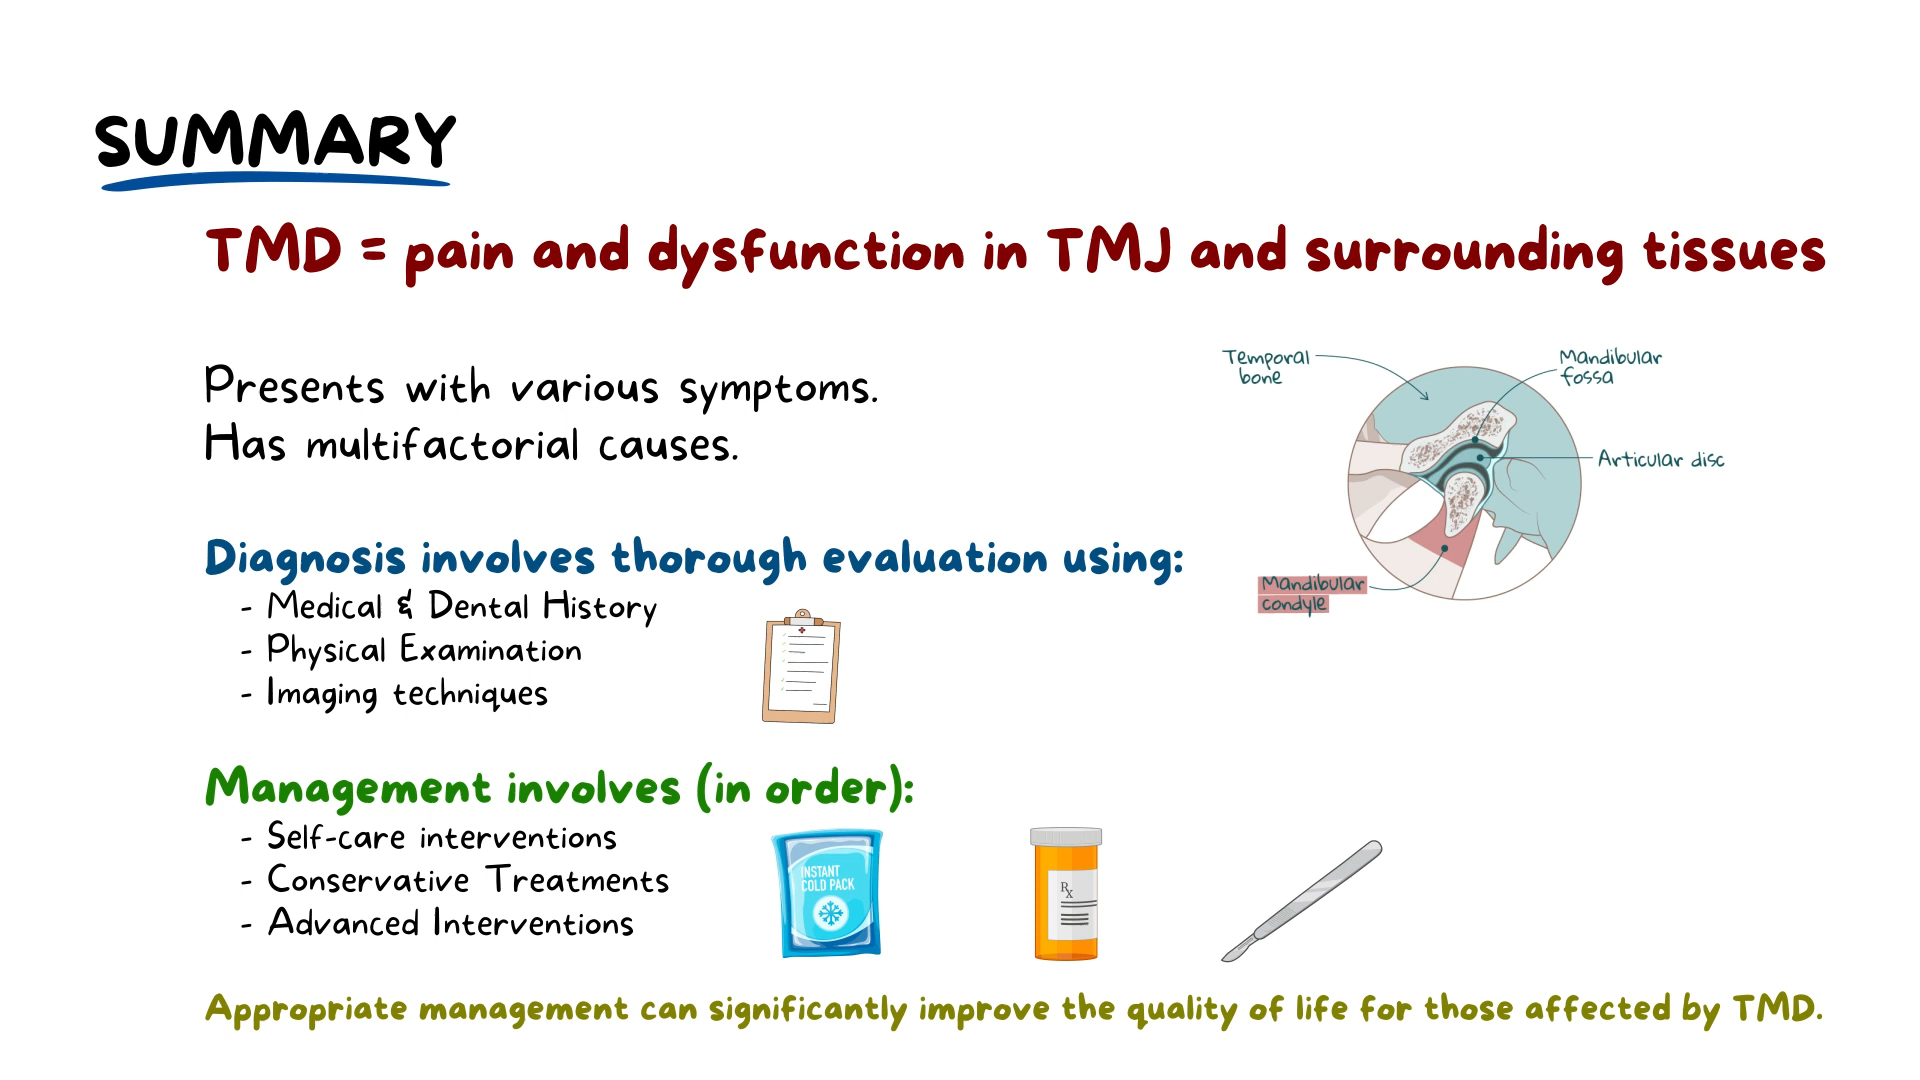 SUMMARY
TMD = pain and dysfunction in TMJ and surrounding tissues
Presents with various symptoms.
Has multifactorial causes.
Temporal
bone
Mandibular
fossa
Articular disc
Mandibular
condyle
Diagnosis involves thorough evaluation using:
- Medical & Dental History
- Physical Examination
- Imaging techniques
Management involves (in order):
- Self-care interventions
- Conservative Treatments
- Advanced Interventions
INSTANT
COLD PACK
Rx
Appropriate management can significantly improve the quality of life for those affected by TMD.